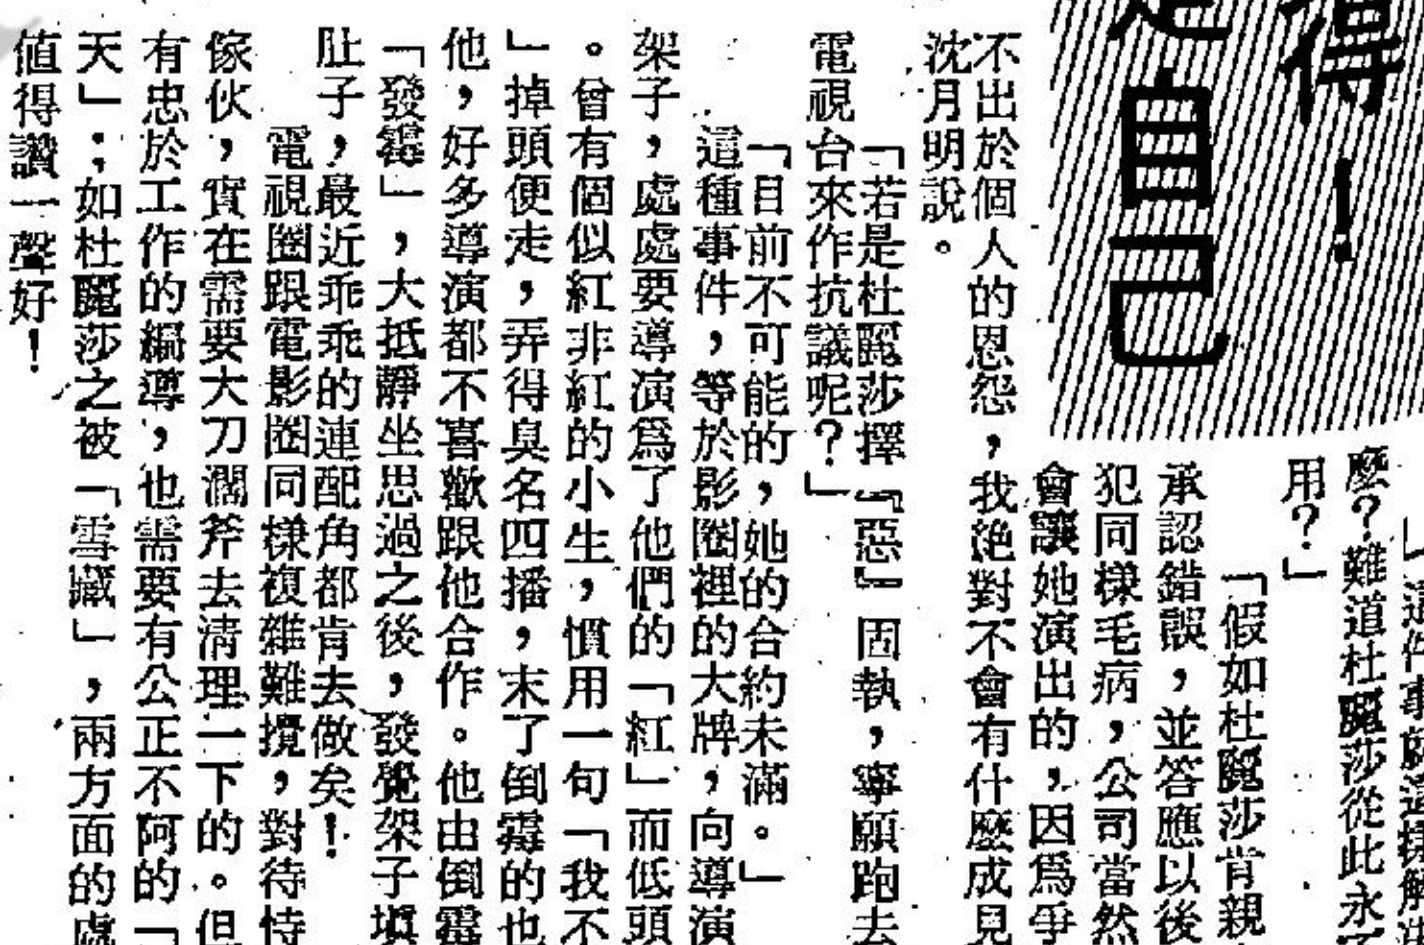 得！
是自己
麼？難道杜麗莎從此永
用？」
「假如杜麗莎肯親
承認錯誤，並答應以後
犯同樣毛病，公司當然
會讓她演出的，因爲爭
不出於個人的恩怨，我絶對不會有什麼成見
沈月明說。
「若是杜麗莎擇『惡』固執，寧願跑去
電視台來作抗議呢？」
「目前不可能的，她的合約未滿。」
這種事件，等於影圈裡的大牌，向導演
架子，處處要導演爲了他們的「紅」而低頭
。曾有個似紅非紅的小生，慣用一句「我不
」掉頭便走，弄得臭名四播，末了倒霉的也
他，好多導演都不喜歡跟他合作。他由倒霉
「發霉」，大抵靜坐思過之後，發覺架子塡
肚子，最近乖乖的連配角都肯去做矣！
電視圈跟電影圈同樣複雜難攪，對待恃
傢伙，實在需要大刀濶斧去清理一下的。但
有忠於工作的編導，也需要有公正不阿的「
天」；如杜麗莎之被「雪藏」，兩方面的處
值得讚一聲好！